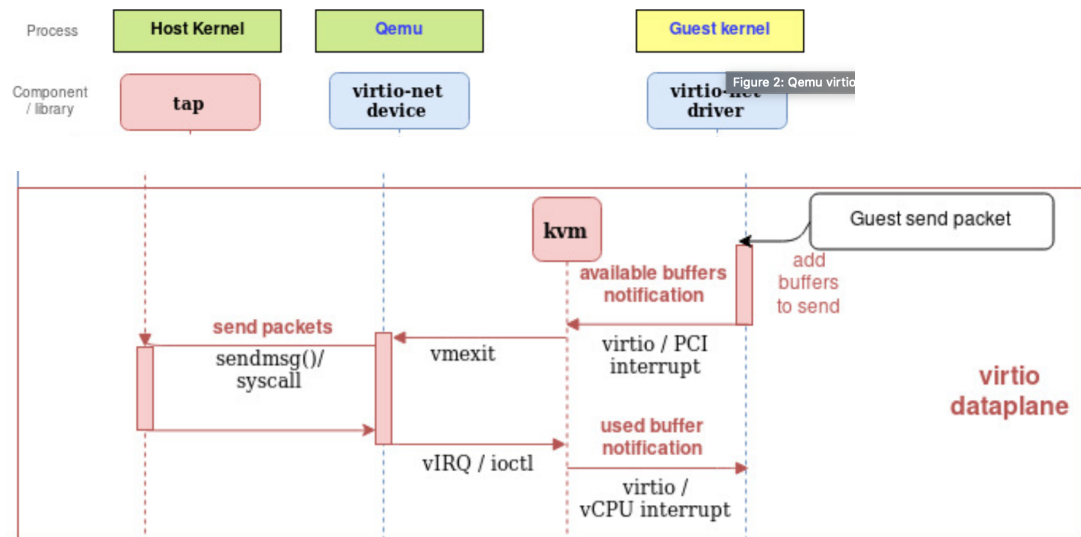 Process
Host Kernel
Qemu
Guest kernel
Component
/ library
tap
virtio-net
device
Figure 2: Qemu virtio
driver
kvm
Guest send packet
available buffers
notification
add
buffers
to send
send packets
sendmsg()/
syscall
vmexit
virtio / PCI
interrupt
virtio
dataplane
used buffer
notification
vIRQ / ioctl
virtio /
vCPU interrupt